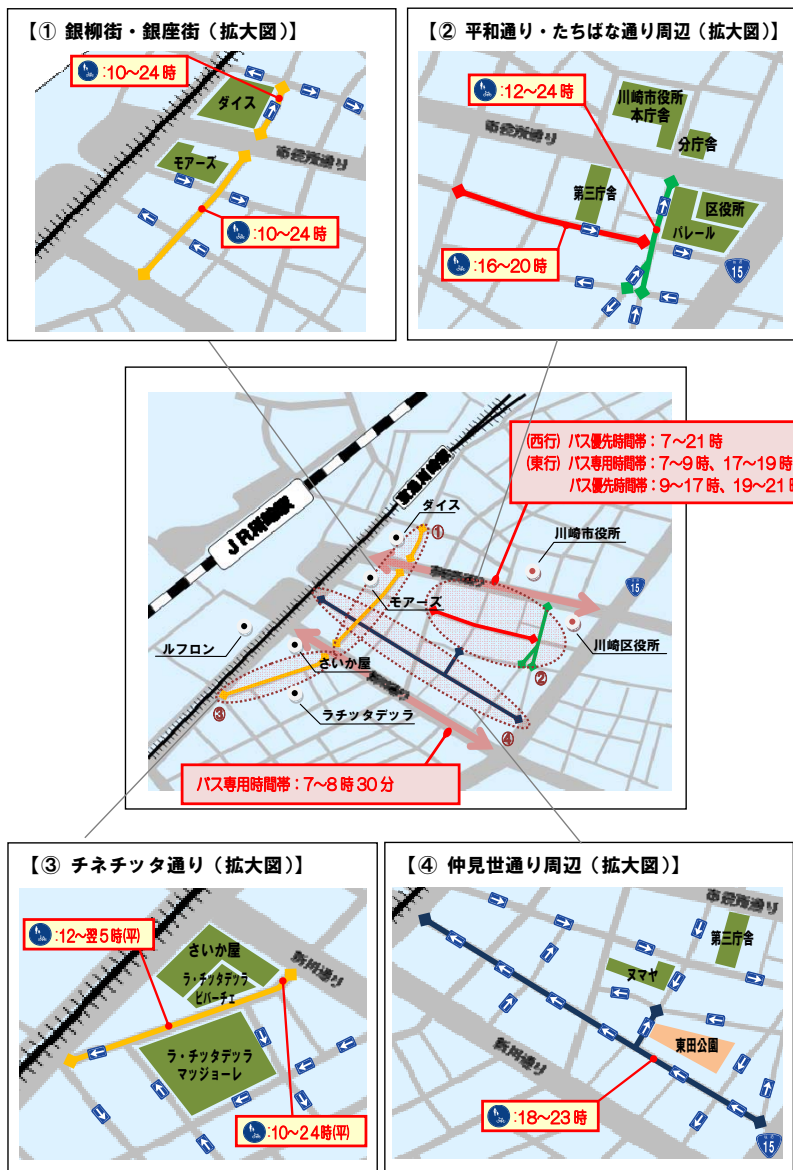 【① 銀柳街・銀座街（拡大図）】
:10～24時
ダイス
市役所通り
モアーズ
:10～24時
【② 平和通り・たちばな通り周辺（拡大図）】
:12～24時
川崎市役所
本庁舎
市役所通り
分庁舎
第三庁舎
区役所
パレール
:16～20時
15
(西行) バス優先時間帯：7～21時
(東行) バス専用時間帯：7～9時、17～19時
バス優先時間帯：9～17時、19～21時
ＪＲ川崎駅
京急川崎駅
ダイス
①
川崎市役所
モアーズ
15
川崎区役所
ルフロン
さいか屋
②
ラチッタデッラ
③
④
バス専用時間帯：7～8時30分
【③ チネチッタ通り（拡大図）】
:12～翌5時(平)
さいか屋
新川通り
ラ・チッタデッラ
ビバーチェ
ラ・チッタデッラ
マッジョーレ
:10～24時(平)
【④ 仲見世通り周辺（拡大図）】
市役所通り
第三庁舎
ヌマヤ
東田公園
新川通り
:18～23時
15